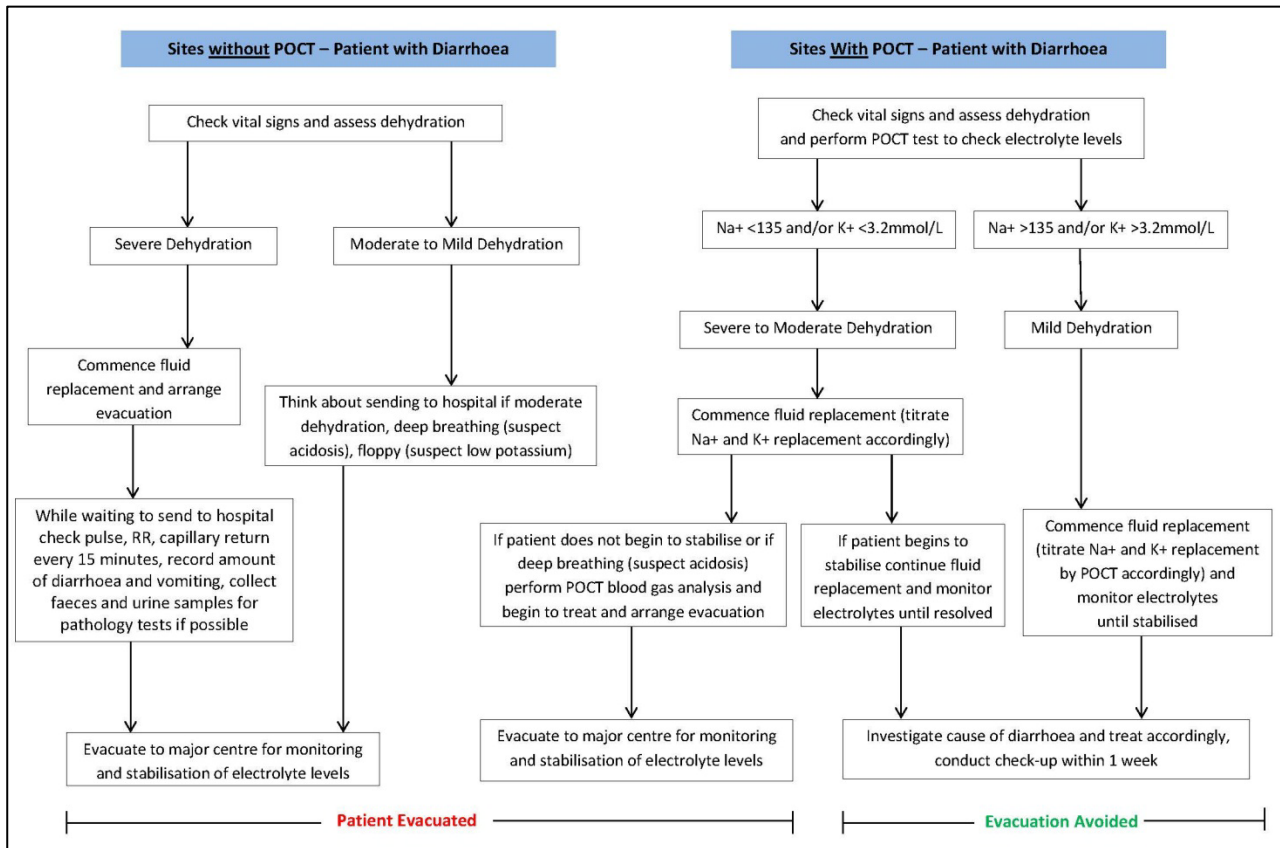 Sites without POCT – Patient with Diarrhoea
Check vital signs and assess dehydration
Severe Dehydration
Moderate to Mild Dehydration
Commence fluid
replacement and arrange
evacuation
Think about sending to hospital if moderate
dehydration, deep breathing (suspect
acidosis), floppy (suspect low potassium)
While waiting to send to hospital
check pulse, RR, capillary return
every 15 minutes, record amount
of diarrhoea and vomiting, collect
faeces and urine samples for
pathology tests if possible
Evacuate to major centre for monitoring
and stabilisation of electrolyte levels
Sites With POCT – Patient with Diarrhoea
Check vital signs and assess dehydration
and perform POCT test to check electrolyte levels
Na+ <135 and/or K+ <3.2mmol/L
Na+ >135 and/or K+ >3.2mmol/L
Severe to Moderate Dehydration
Mild Dehydration
Commence fluid replacement (titrate
Na+ and K+ replacement accordingly)
If patient does not begin to stabilise or if
deep breathing (suspect acidosis)
perform POCT blood gas analysis and
begin to treat and arrange evacuation
If patient begins to
stabilise continue fluid
replacement and monitor
electrolytes until resolved
Commence fluid replacement
(titrate Na+ and K+ replacement
by POCT accordingly) and
monitor electrolytes
until stabilised
Evacuate to major centre for monitoring
and stabilisation of electrolyte levels
Investigate cause of diarrhoea and treat accordingly,
conduct check-up within 1 week
Patient Evacuated
Evacuation Avoided